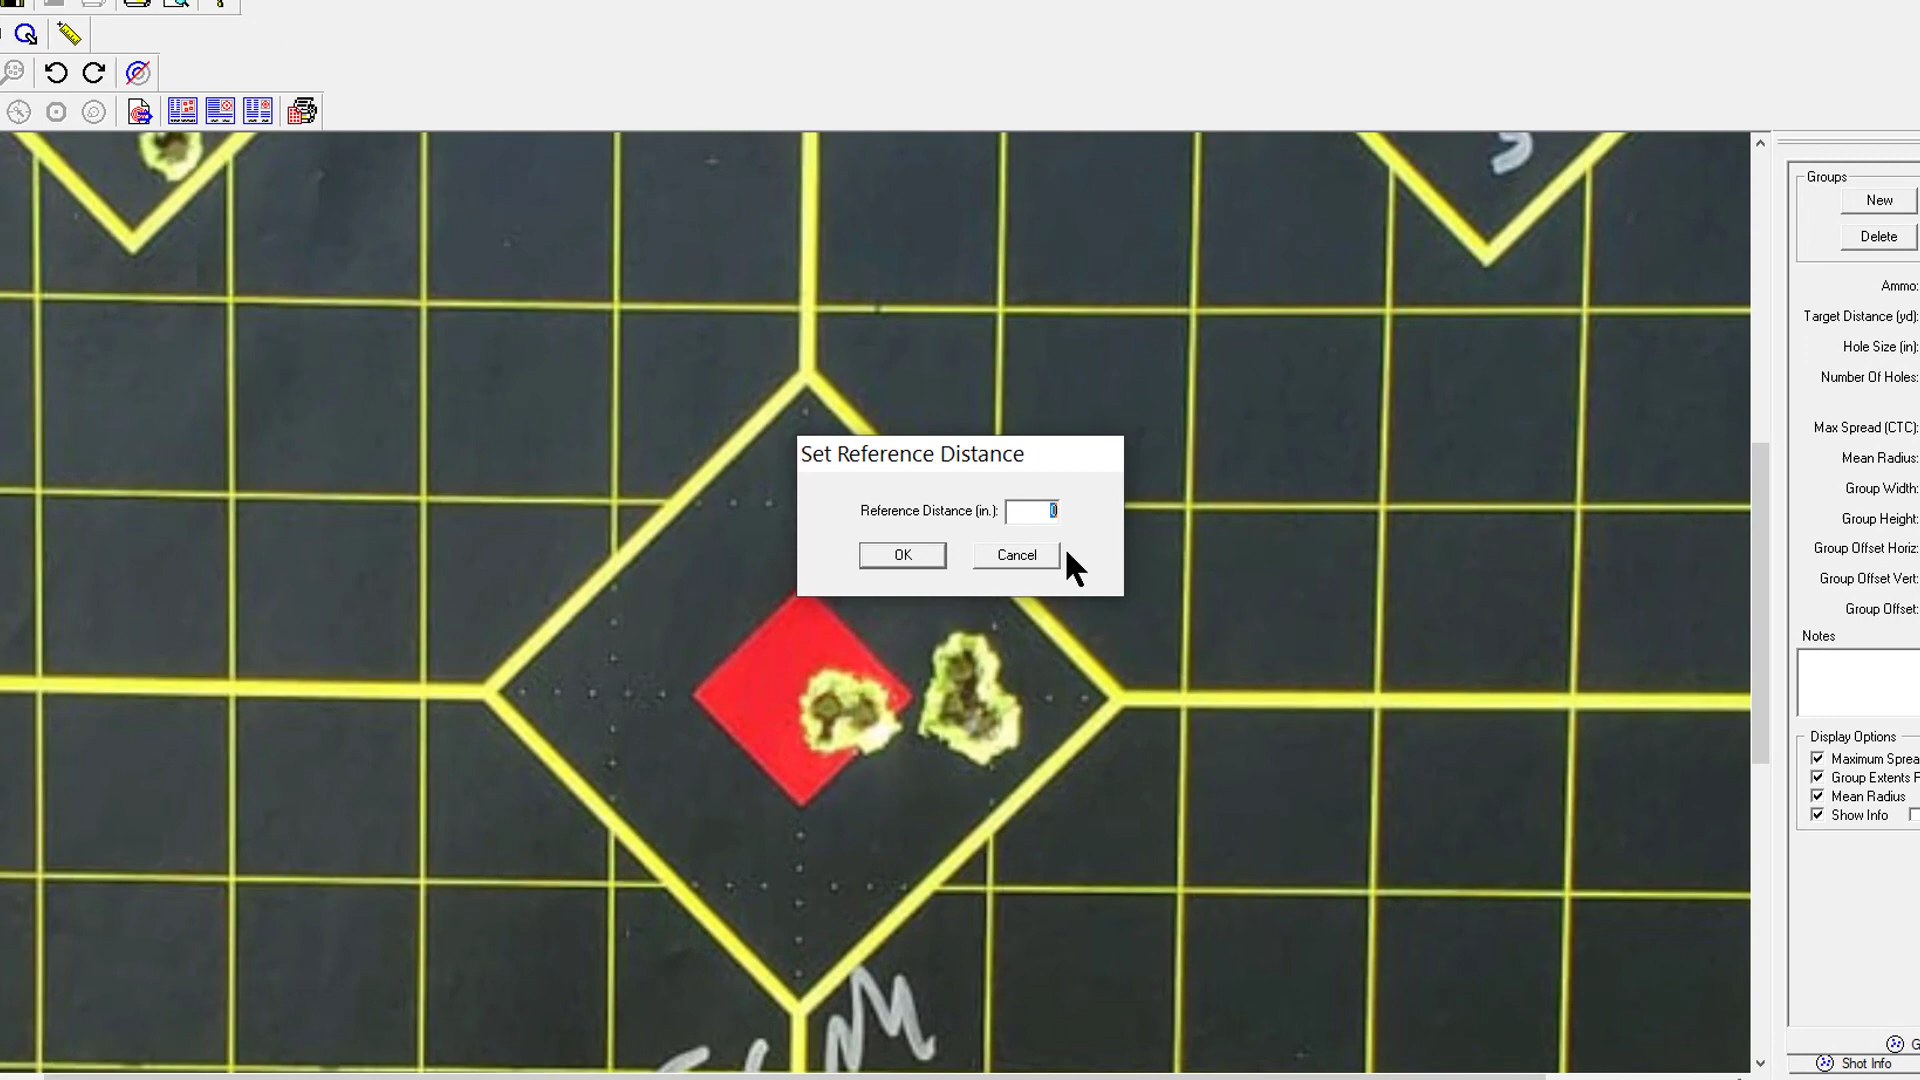 Groups
New
Delete
Ammo:
Target Distance (yd):
Hole Size (in):
Number Of Holes:
Max Spread (CTC):
Mean Radius:
Group Width:
Group Height:
Group Offset Horiz:
Group Offset Vert:
Group Offset:
Notes
Display Options
Maximum Sprea
Group Extents F
Mean Radius
Show Info
G
Shot Info
Set Reference Distance
Reference Distance (in.): 0
OK
Cancel